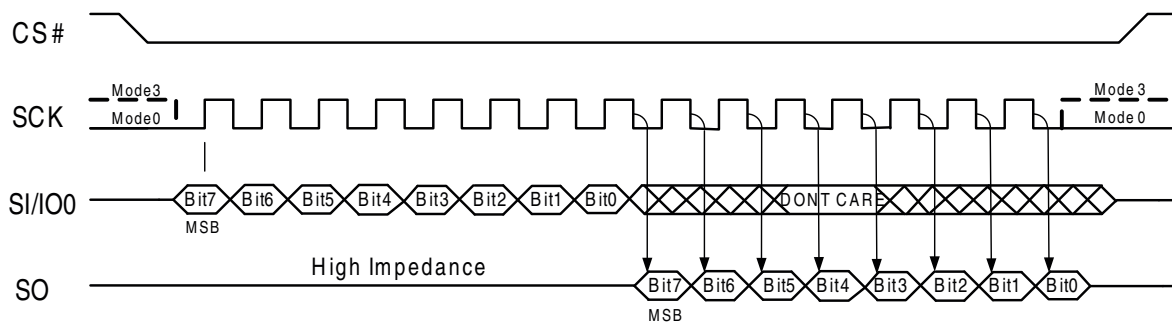 CS#
Mode3 Mode 3
SCK
Mode0 Mode 0
SI/IO0 Bit7 Bit6 Bit5 Bit4 Bit3 Bit2 Bit1 Bit0 DONT CARE
MSB
High Impedance
SO Bit7 Bit6 Bit5 Bit4 Bit3 Bit2 Bit1 Bit0
MSB